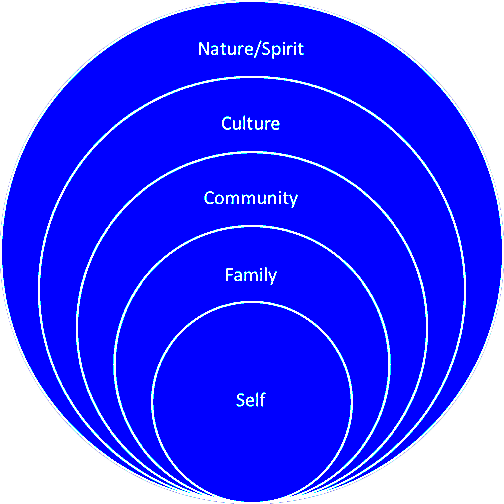 Nature/Spirit
Culture
Community
Family
Self